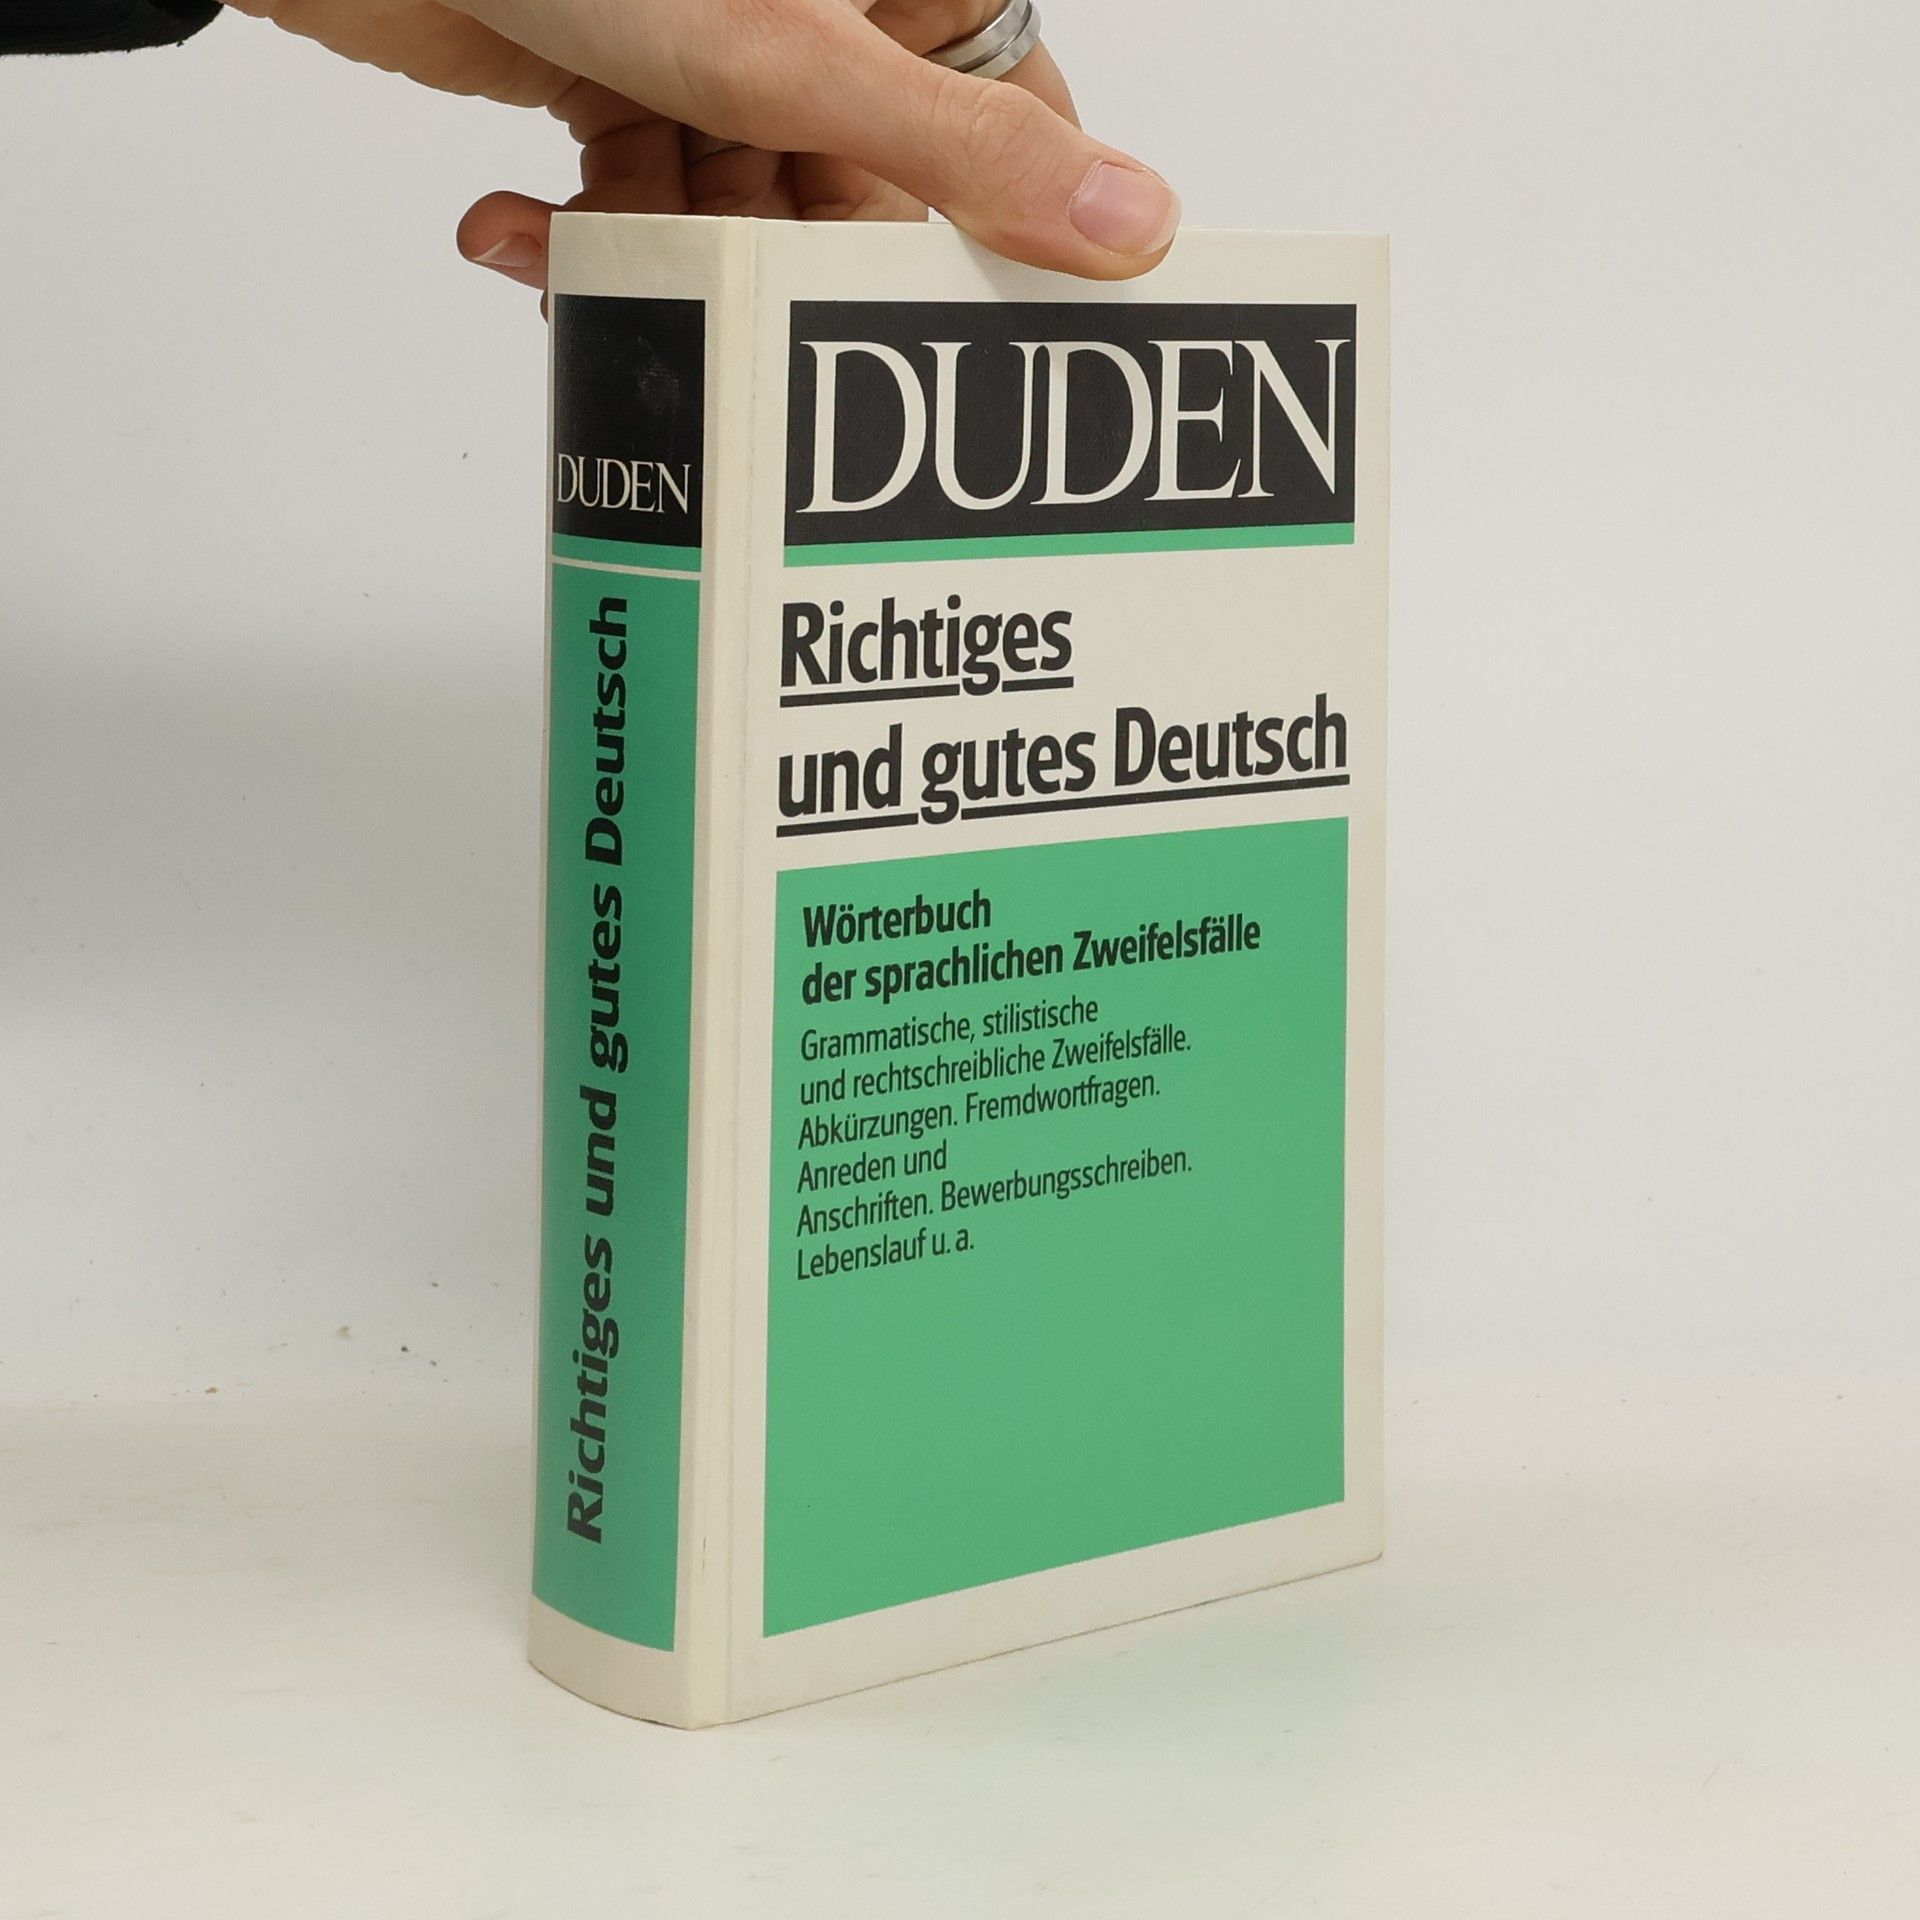 DUDEN
Richtiges und gutes Deutsch
DUDEN
Richtiges
und gutes Deutsch
Wörterbuch
der sprachlichen Zweifelsfälle
Grammatische, stilistische
und rechtschreibliche Zweifelsfälle.
Abkürzungen. Fremdwortfragen.
Anreden und
Anschriften. Bewerbungsschreiben.
Lebenslauf u. a.